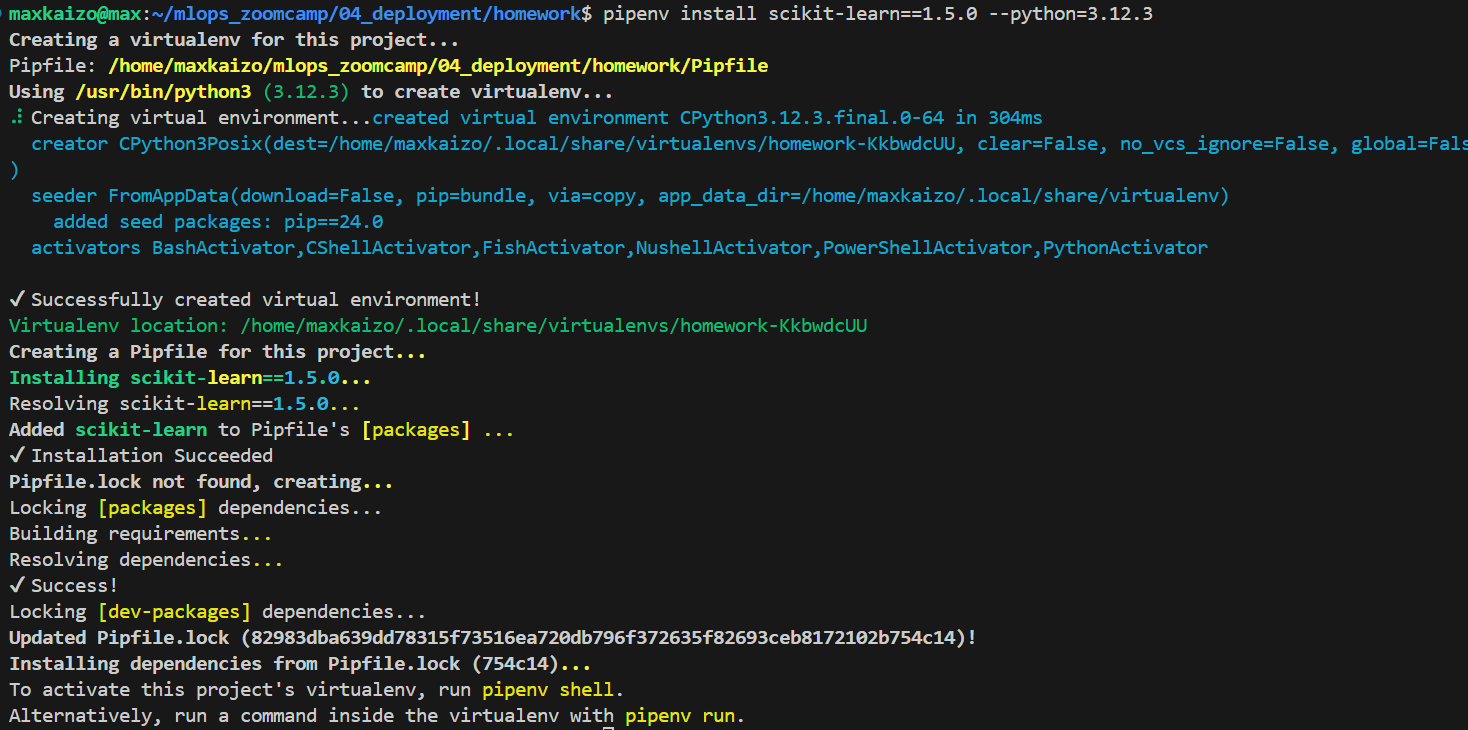 maxkaizo@max:~/mlops_zoomcamp/04_deployment/homework$ pipenv install scikit-learn==1.5.0 --python=3.12.3
Creating a virtualenv for this project...
Pipfile: /home/maxkaizo/mlops_zoomcamp/04_deployment/homework/Pipfile
Using /usr/bin/python3 (3.12.3) to create virtualenv...
⠼ Creating virtual environment...created virtual environment CPython3.12.3.final.0-64 in 304ms
  creator CPython3Posix(dest=/home/maxkaizo/.local/share/virtualenvs/homework-KkbwdcUU, clear=False, no_vcs_ignore=False, global=Fals
)
  seeder FromAppData(download=False, pip=bundle, via=copy, app_data_dir=/home/maxkaizo/.local/share/virtualenv)
    added seed packages: pip==24.0
  activators BashActivator,CShellActivator,FishActivator,NushellActivator,PowerShellActivator,PythonActivator
✔ Successfully created virtual environment!
Virtualenv location: /home/maxkaizo/.local/share/virtualenvs/homework-KkbwdcUU
Creating a Pipfile for this project...
Installing scikit-learn==1.5.0...
Resolving scikit-learn==1.5.0...
Added scikit-learn to Pipfile's [packages] ...
✔ Installation Succeeded
Pipfile.lock not found, creating...
Locking [packages] dependencies...
Building requirements...
Resolving dependencies...
✔ Success!
Locking [dev-packages] dependencies...
Updated Pipfile.lock (82983dba639dd78315f73516ea720db796f372635f82693ceb8172102b754c14)!
Installing dependencies from Pipfile.lock (754c14)...
To activate this project's virtualenv, run pipenv shell.
Alternatively, run a command inside the virtualenv with pipenv run.